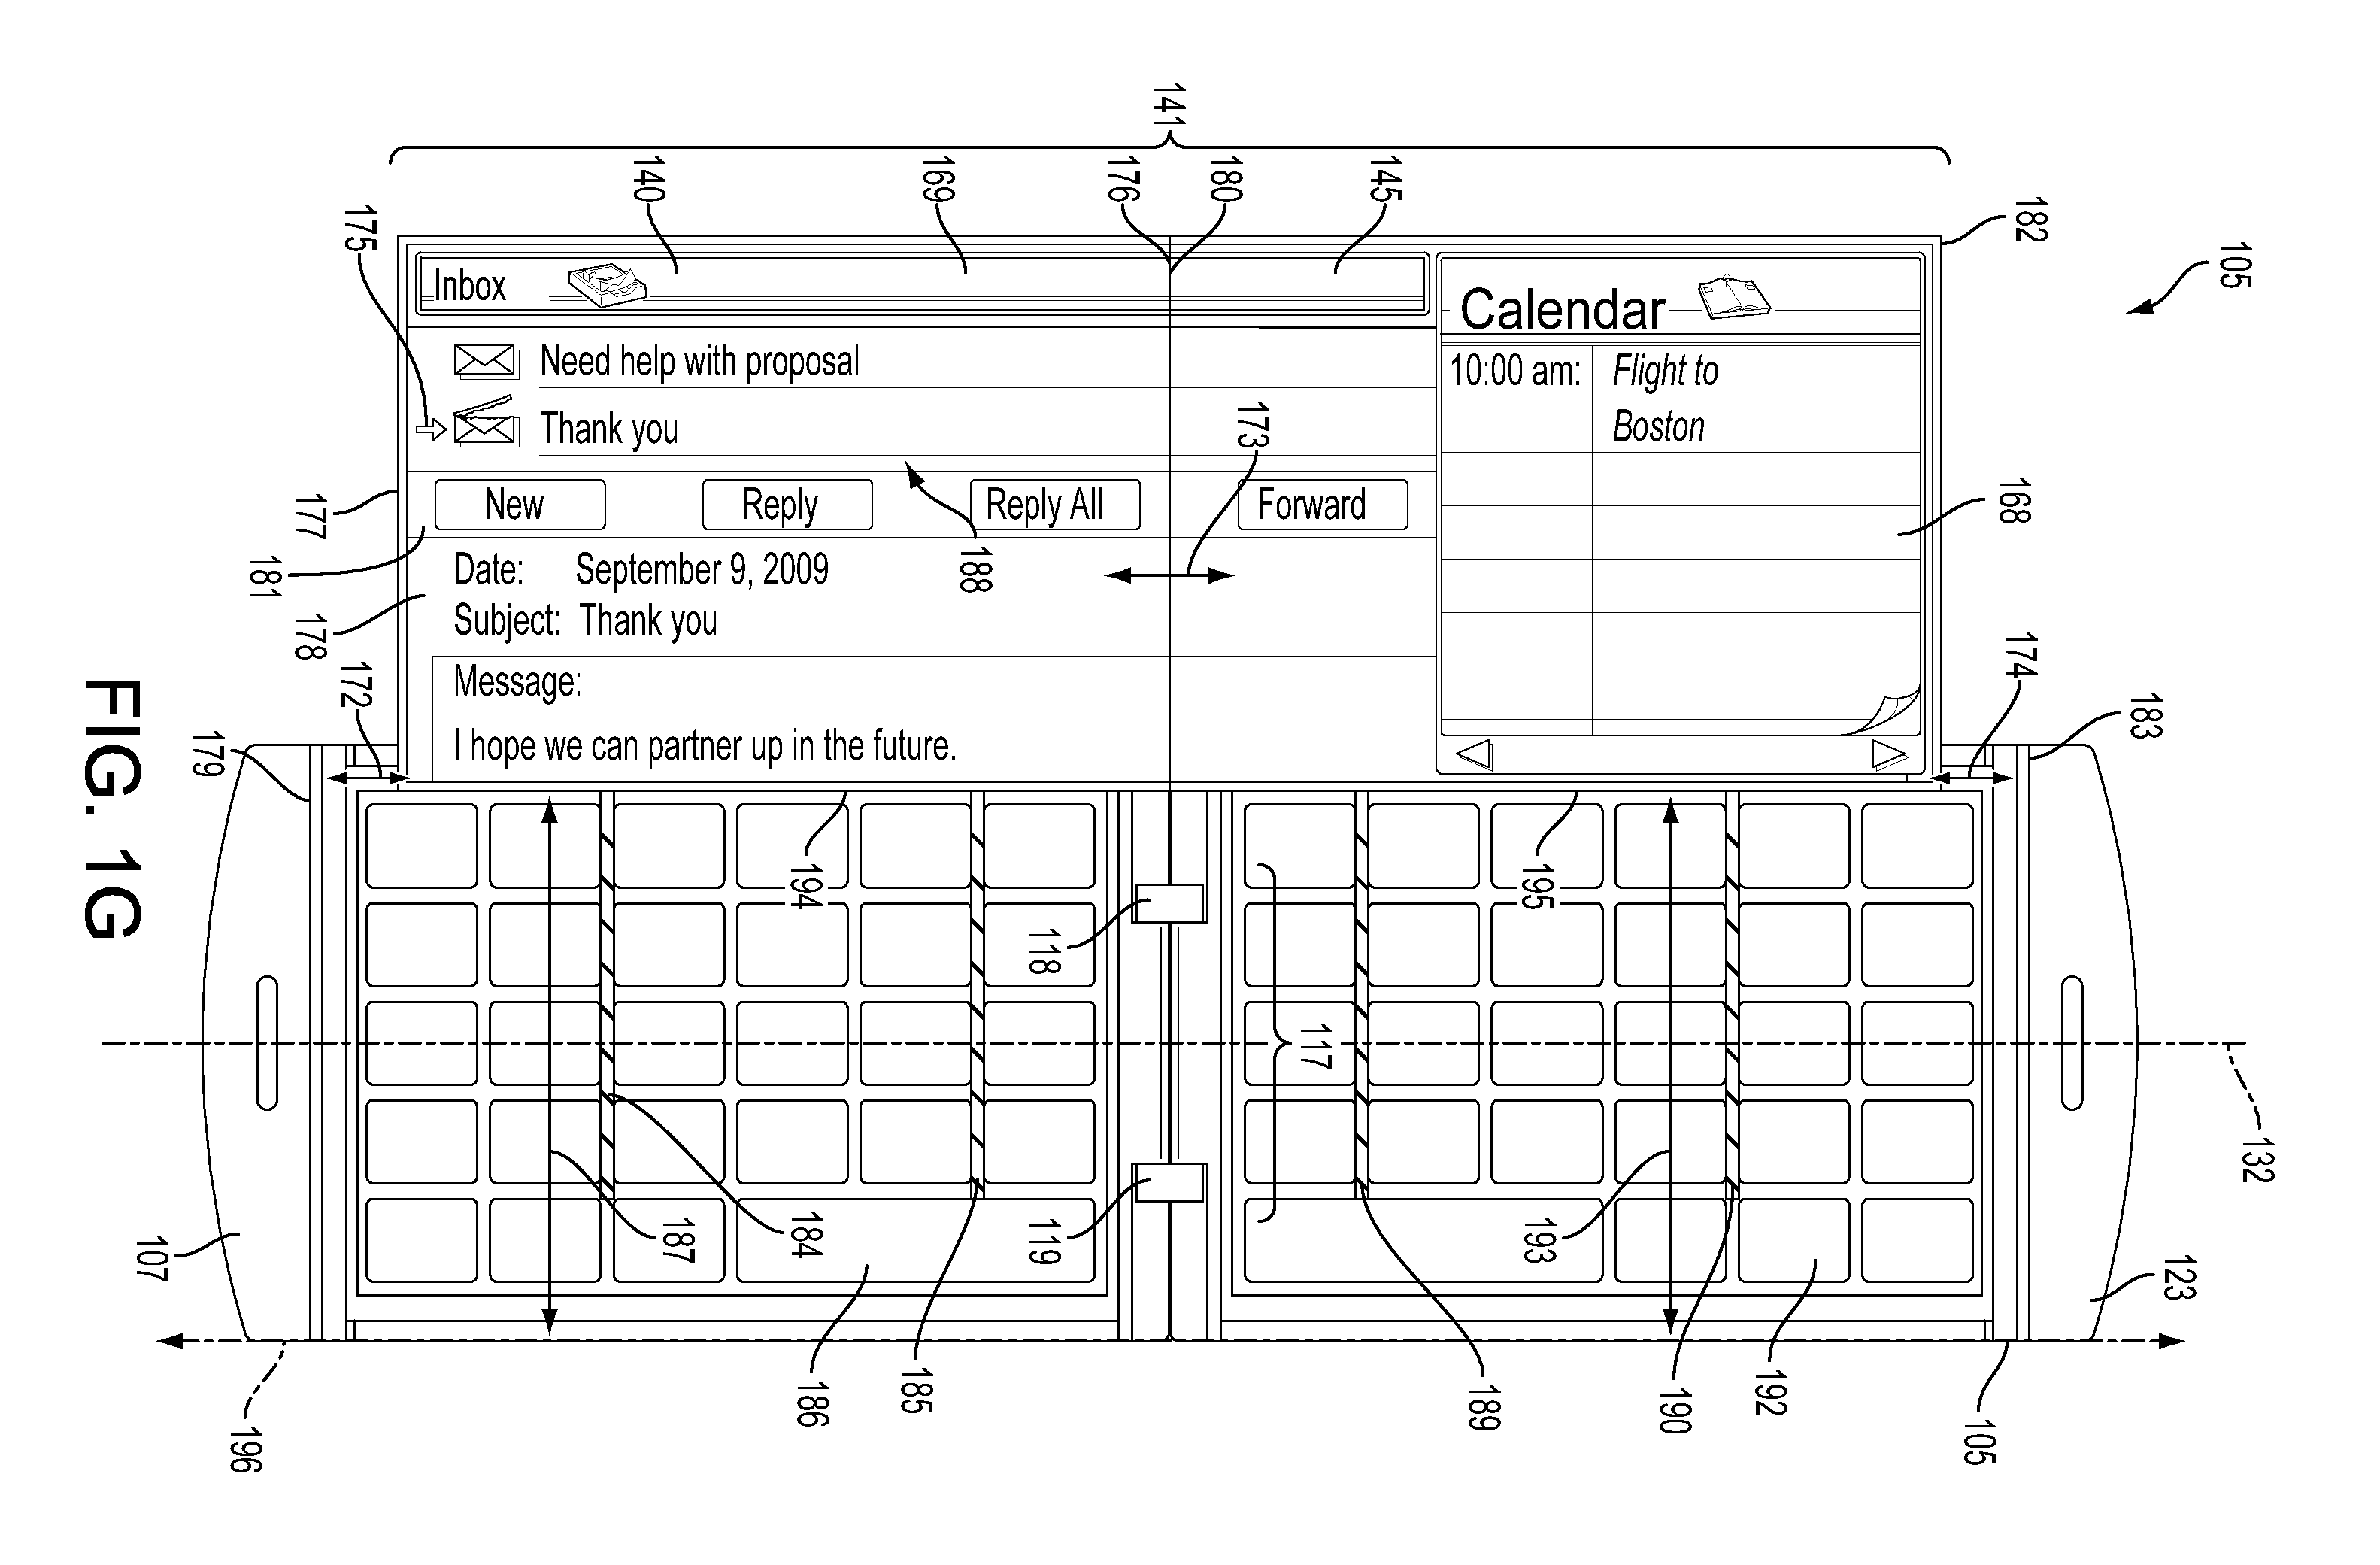 141
140
169
176
180
145
182
105
175
Inbox
Calendar
Need help with proposal
10:00 am: Flight to
Thank you
Boston
173
177
New
Reply
Reply All
Forward
168
181
Date: September 9, 2009
188
178
Subject: Thank you
174
172
Message:
183
179
I hope we can partner up in the future.
FIG. 1G
194
195
118
117
132
107
187
184
119
193
123
186
185
189
190
192
105
196